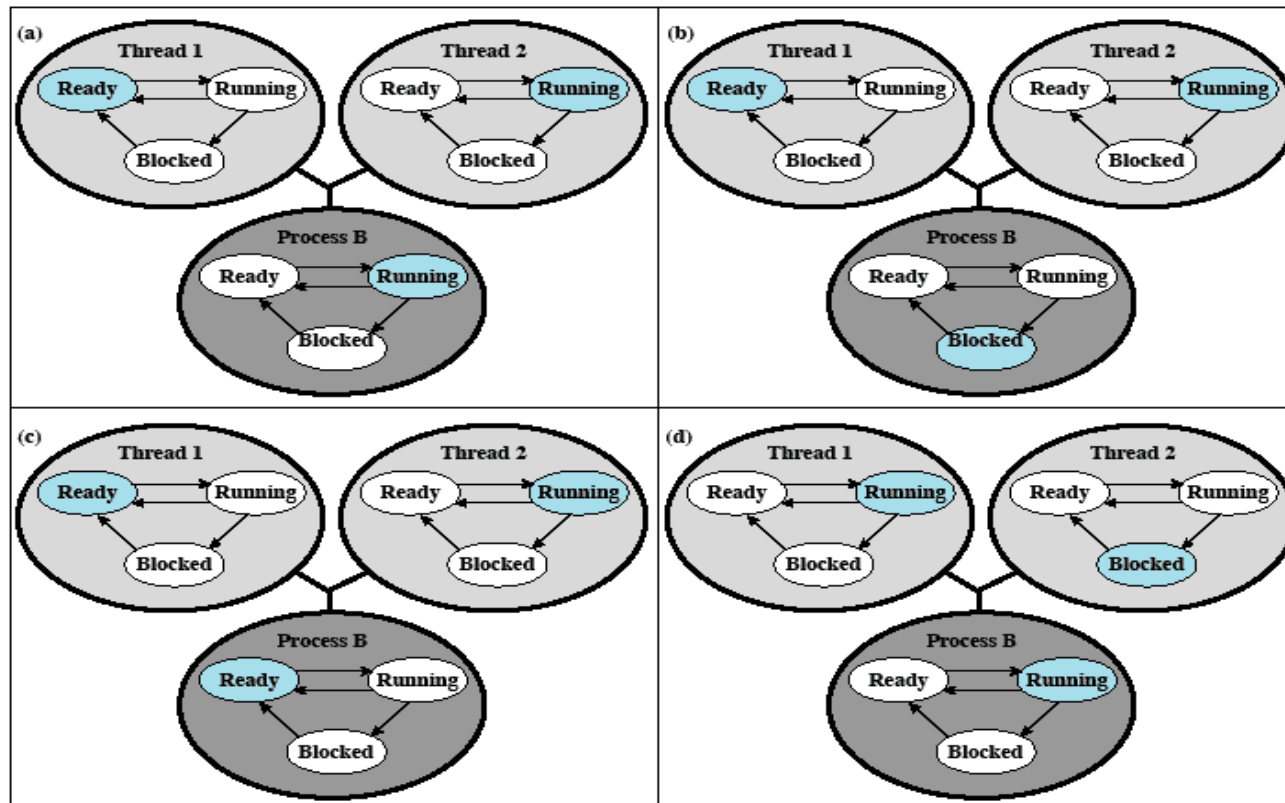 (a)
Thread 1
Ready
Running
Blocked
Thread 2
Ready
Running
Blocked
Process B
Ready
Running
Blocked
(b)
Thread 1
Ready
Running
Blocked
Thread 2
Ready
Running
Blocked
Process B
Ready
Running
Blocked
(c)
Thread 1
Ready
Running
Blocked
Thread 2
Ready
Running
Blocked
Process B
Ready
Running
Blocked
(d)
Thread 1
Ready
Running
Blocked
Thread 2
Ready
Running
Blocked
Process B
Ready
Running
Blocked